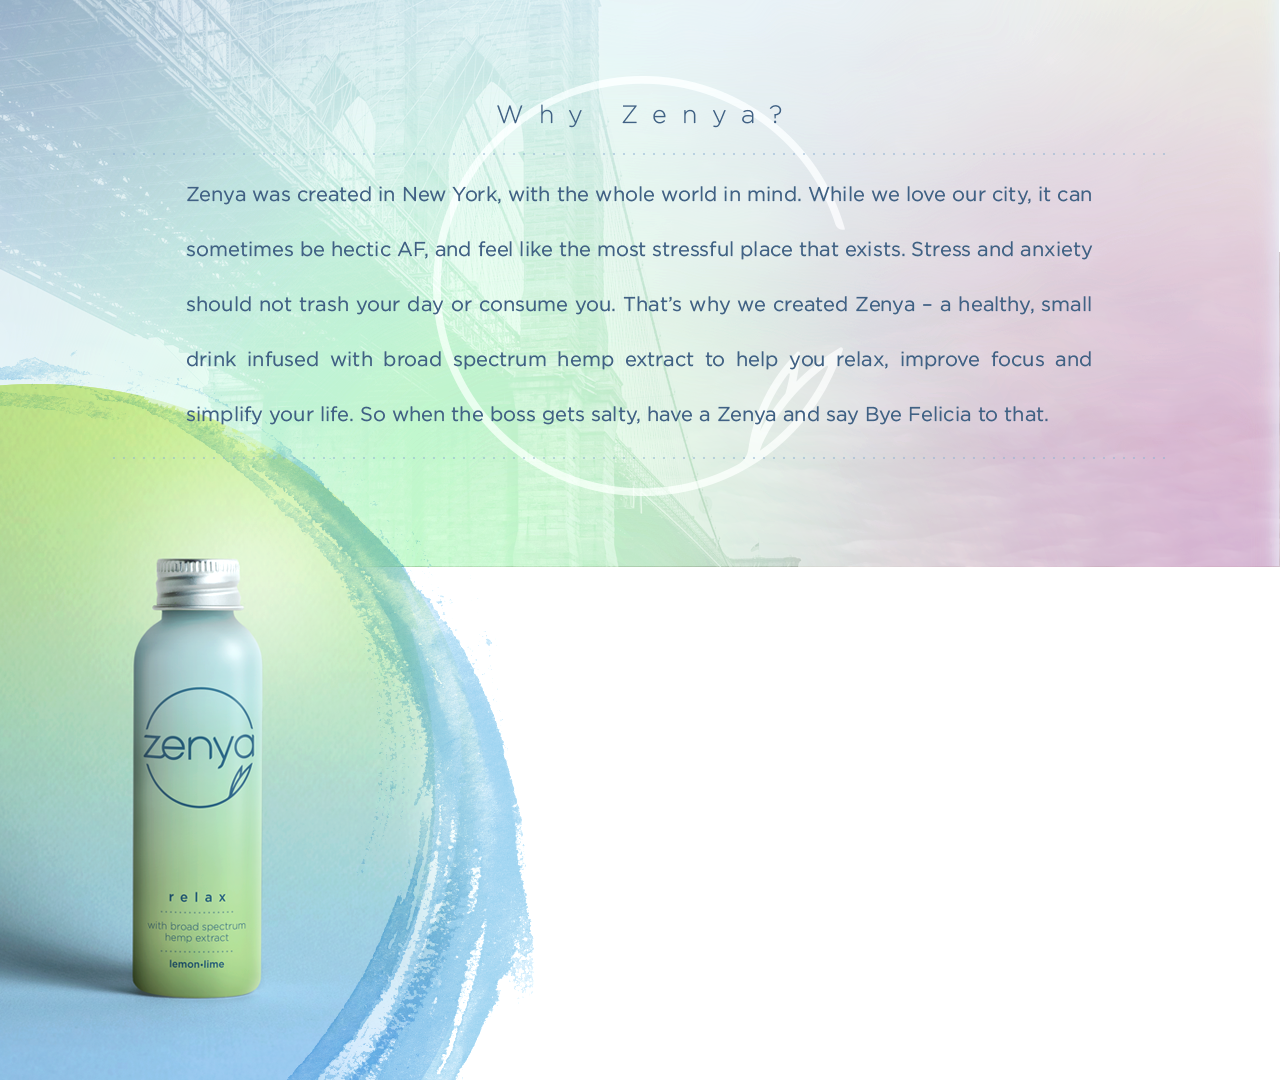 Why Zenya?
Zenya was created in New York, with the whole world in mind. While we love our city, it can
sometimes be hectic AF, and feel like the most stressful place that exists. Stress and anxiety
should not trash your day or consume you. That’s why we created Zenya – a healthy, small
drink infused with broad spectrum hemp extract to help you relax, improve focus and
simplify your life. So when the boss gets salty, have a Zenya and say Bye Felicia to that.
zenya
relax
with broad spectrum
hemp extract
lemon•lime